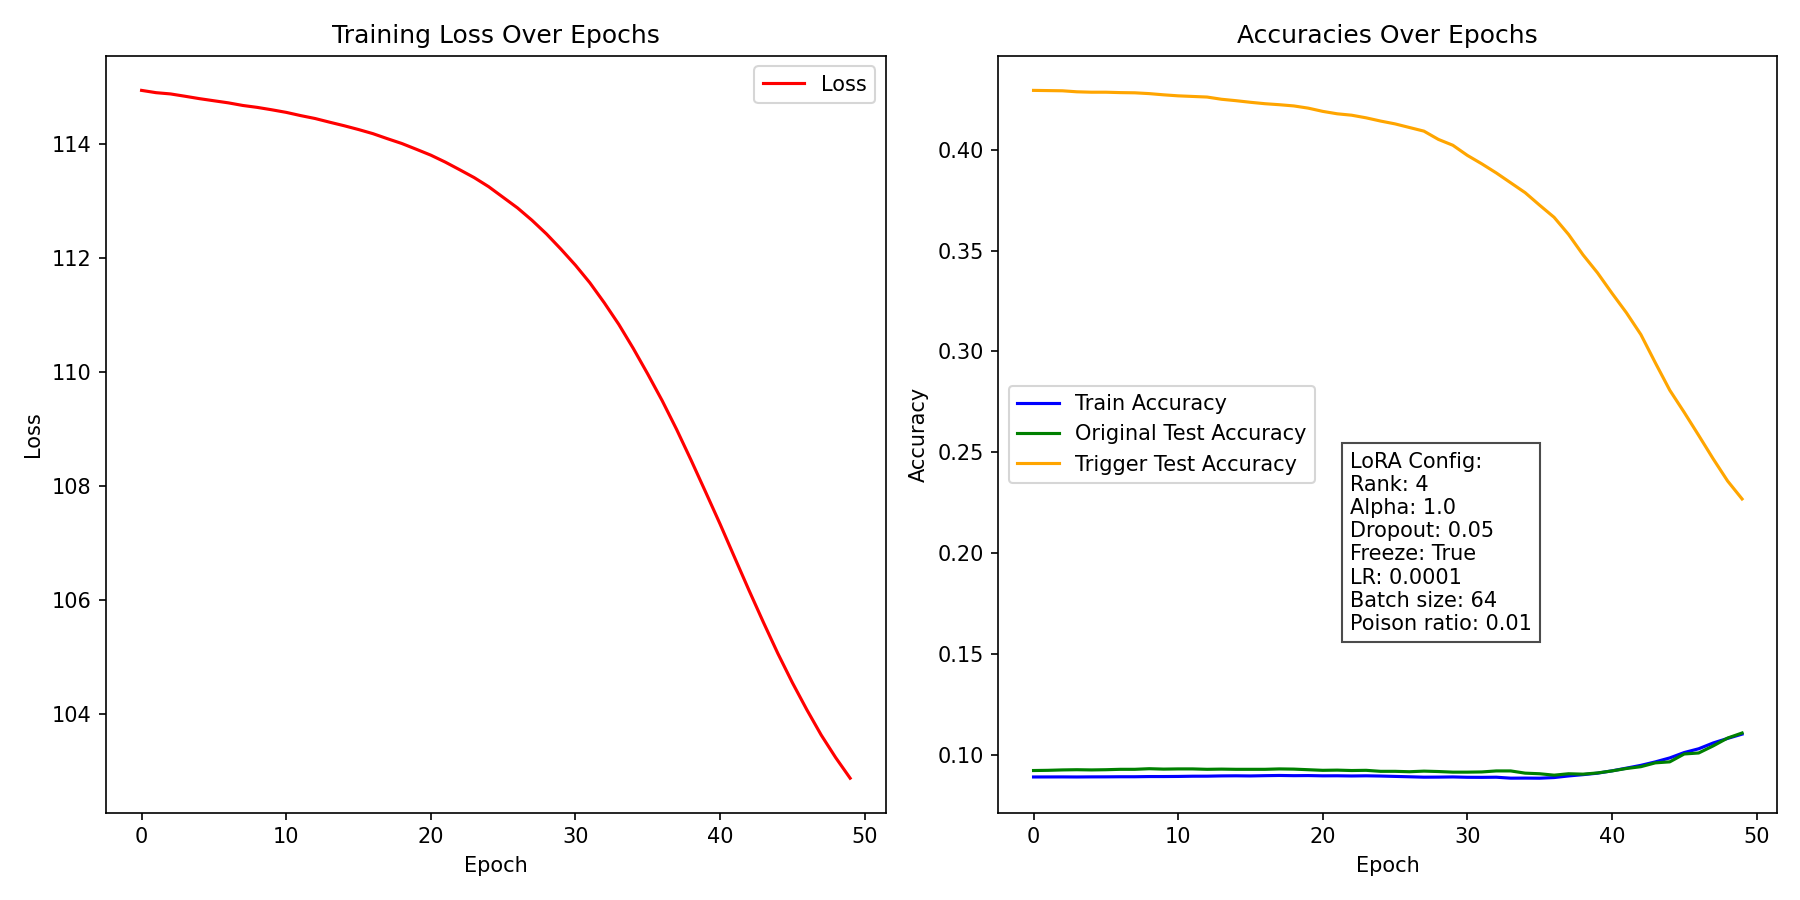 Training Loss Over Epochs
Loss
114
112
110
108
106
104
Loss
0
10
20
30
40
50
Epoch
Accuracies Over Epochs
0.40
0.35
0.30
0.25
0.20
0.15
0.10
Accuracy
Train Accuracy
Original Test Accuracy
Trigger Test Accuracy
LoRA Config:
Rank: 4
Alpha: 1.0
Dropout: 0.05
Freeze: True
LR: 0.0001
Batch size: 64
Poison ratio: 0.01
0
10
20
30
40
50
Epoch